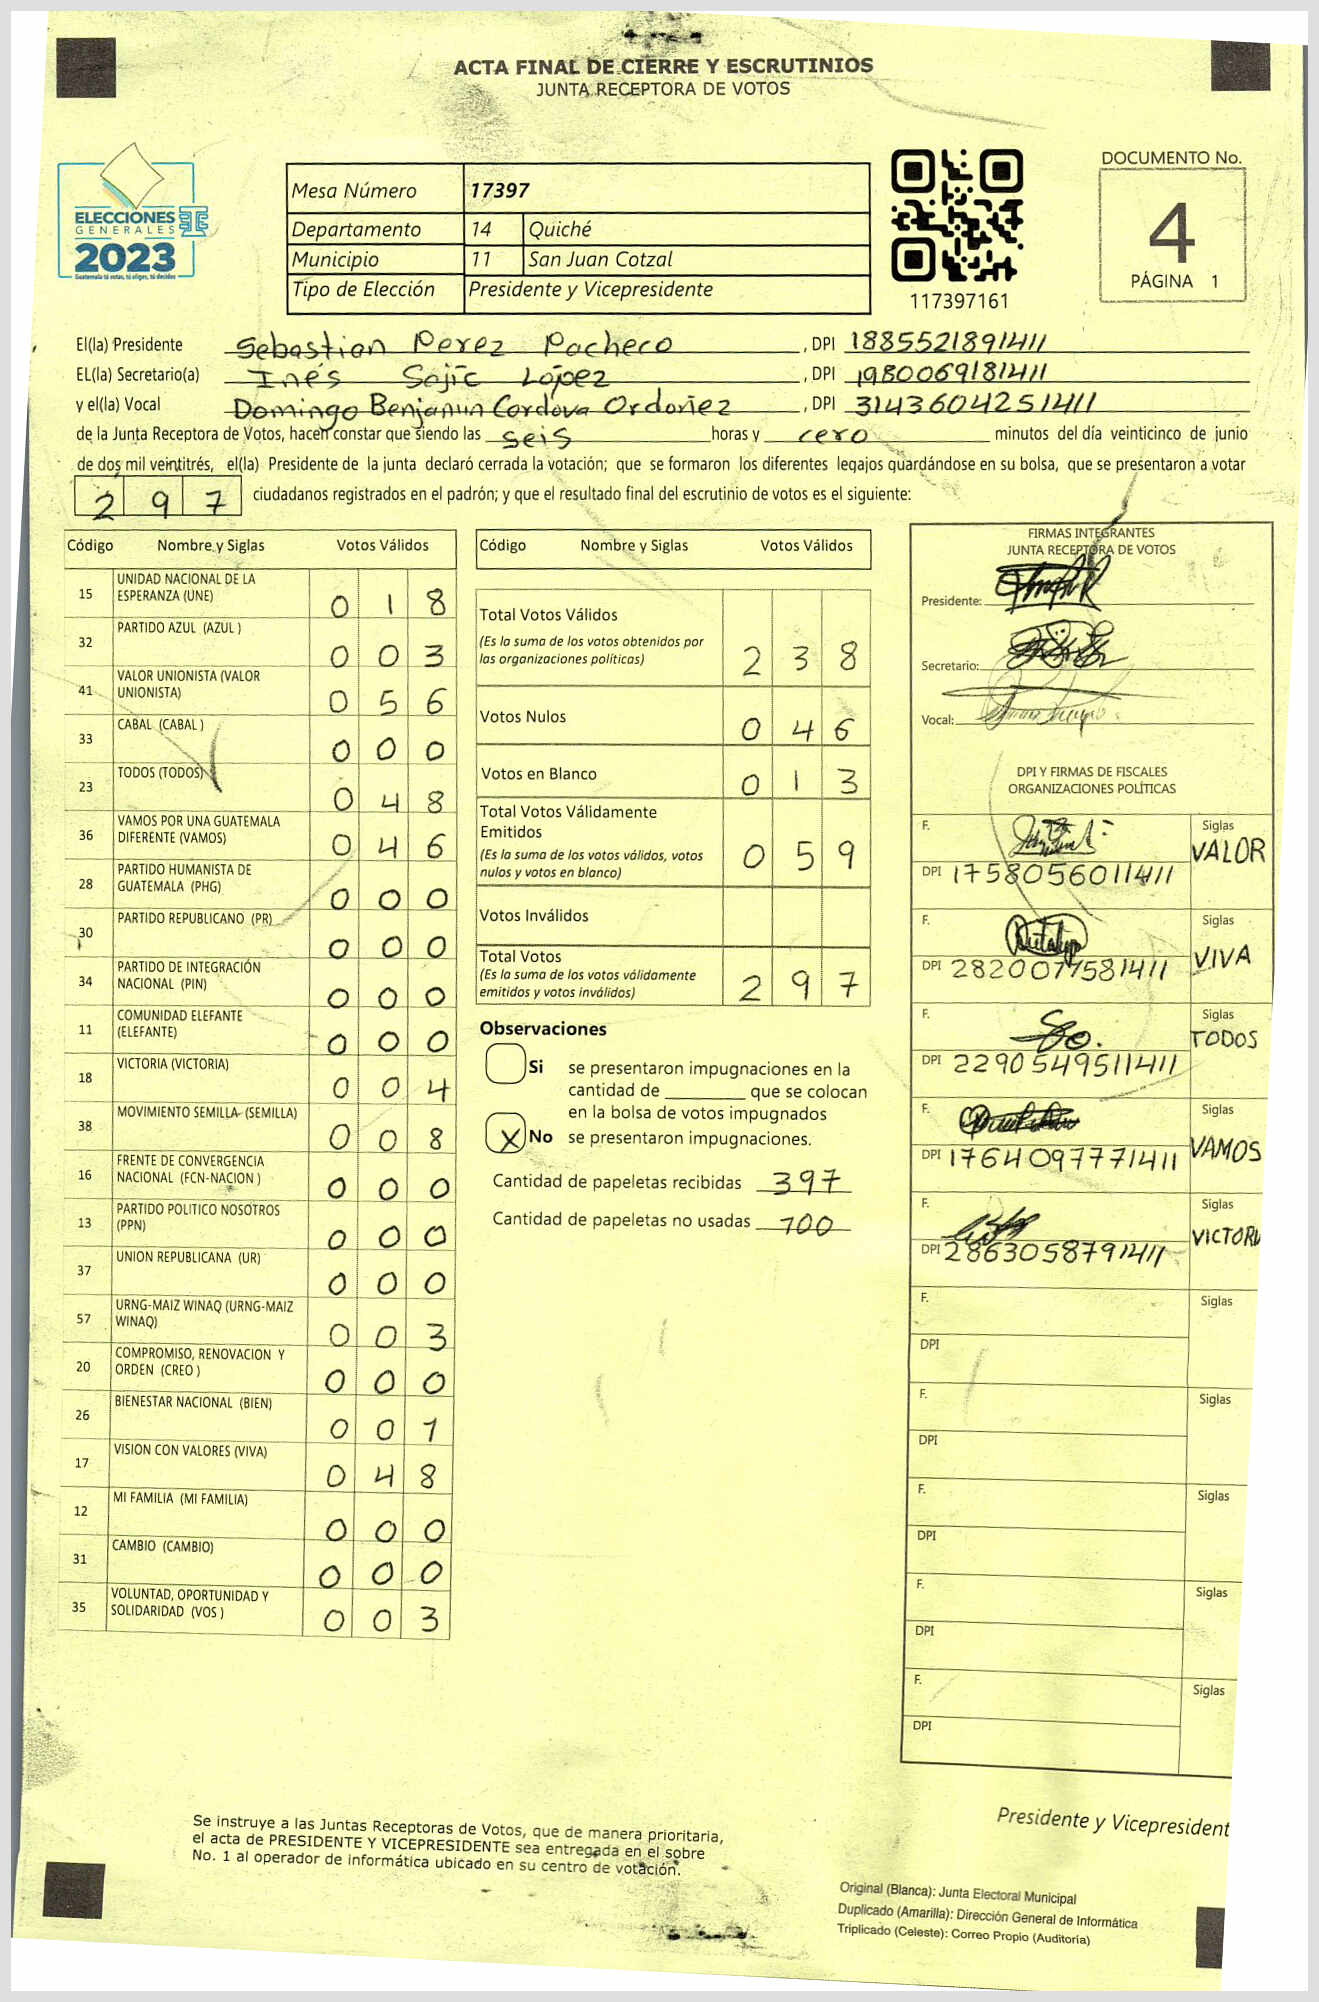 ACTA FINAL DE CIERRE Y ESCRUTINIOS
JUNTA RECEPTORA DE VOTOS
ELECCIONES
GENERALES
2023
Guatemala tú votas, tú eliges, tú decides
Mesa Número 17397
Departamento 14 Quiché
Municipio 11 San Juan Cotzal
Tipo de Elección Presidente y Vicepresidente
117397161
DOCUMENTO No.
4
PÁGINA 1
El(la) Presidente Sebastian Perez Pacheco , DPI 1885521891411
EL(la) Secretario(a) Inés Sajic López , DPI 1980069181411
y el(la) Vocal Domingo Benjamin Cordova Ordoñez , DPI 3143604251411
de la Junta Receptora de Votos, hacen constar que siendo las seis horas y cero minutos del día veinticinco de junio
de dos mil veintitrés, el(la) Presidente de la junta declaró cerrada la votación; que se formaron los diferentes legajos guardándose en su bolsa, que se presentaron a votar
297 ciudadanos registrados en el padrón; y que el resultado final del escrutinio de votos es el siguiente:
Código Nombre y Siglas Votos Válidos
15 UNIDAD NACIONAL DE LA ESPERANZA (UNE) 0 1 8
32 PARTIDO AZUL (AZUL ) 0 0 3
41 VALOR UNIONISTA (VALOR UNIONISTA) 0 5 6
33 CABAL (CABAL ) 0 0 0
23 TODOS (TODOS) 0 4 8
36 VAMOS POR UNA GUATEMALA DIFERENTE (VAMOS) 0 4 6
28 PARTIDO HUMANISTA DE GUATEMALA (PHG) 0 0 0
30 PARTIDO REPUBLICANO (PR) 0 0 0
34 PARTIDO DE INTEGRACIÓN NACIONAL (PIN) 0 0 0
11 COMUNIDAD ELEFANTE (ELEFANTE) 0 0 0
18 VICTORIA (VICTORIA) 0 0 4
38 MOVIMIENTO SEMILLA (SEMILLA) 0 0 8
16 FRENTE DE CONVERGENCIA NACIONAL (FCN-NACION ) 0 0 0
13 PARTIDO POLITICO NOSOTROS (PPN) 0 0 0
37 UNION REPUBLICANA (UR) 0 0 0
57 URNG-MAIZ WINAQ (URNG-MAIZ WINAQ) 0 0 3
20 COMPROMISO, RENOVACION Y ORDEN (CREO ) 0 0 0
26 BIENESTAR NACIONAL (BIEN) 0 0 1
17 VISION CON VALORES (VIVA) 0 4 8
12 MI FAMILIA (MI FAMILIA) 0 0 0
31 CAMBIO (CAMBIO) 0 0 0
35 VOLUNTAD, OPORTUNIDAD Y SOLIDARIDAD (VOS ) 0 0 3
Código Nombre y Siglas Votos Válidos
Total Votos Válidos
(Es la suma de los votos obtenidos por
las organizaciones políticas) 2 3 8
Votos Nulos 0 4 6
Votos en Blanco 0 1 3
Total Votos Válidamente
Emitidos
(Es la suma de los votos válidos, votos
nulos y votos en blanco) 0 5 9
Votos Inválidos
Total Votos
(Es la suma de los votos válidamente
emitidos y votos inválidos) 2 9 7
Observaciones
Si se presentaron impugnaciones en la
cantidad de ________ que se colocan
en la bolsa de votos impugnados
X No se presentaron impugnaciones.
Cantidad de papeletas recibidas 397
Cantidad de papeletas no usadas 100
FIRMAS INTEGRANTES
JUNTA RECEPTORA DE VOTOS
Presidente:
Secretario:
Vocal:
DPI Y FIRMAS DE FISCALES
ORGANIZACIONES POLÍTICAS
F. Siglas
VALOR
DPI 1758056011411
F. Siglas
VIVA
DPI 2820077581411
F. Siglas
TODOS
DPI 2290549511411
F. Siglas
VAMOS
DPI 1764097771411
F. Siglas
VICTORI
DPI 2863058791411
F. Siglas
DPI
F. Siglas
DPI
F. Siglas
DPI
F. Siglas
DPI
F. Siglas
DPI
Presidente y Vicepresident
Se instruye a las Juntas Receptoras de Votos, que de manera prioritaria,
el acta de PRESIDENTE Y VICEPRESIDENTE sea entregada en el sobre
No. 1 al operador de informática ubicado en su centro de votación.
Original (Blanca): Junta Electoral Municipal
Duplicado (Amarilla): Dirección General de Informática
Triplicado (Celeste): Correo Propio (Auditoría)